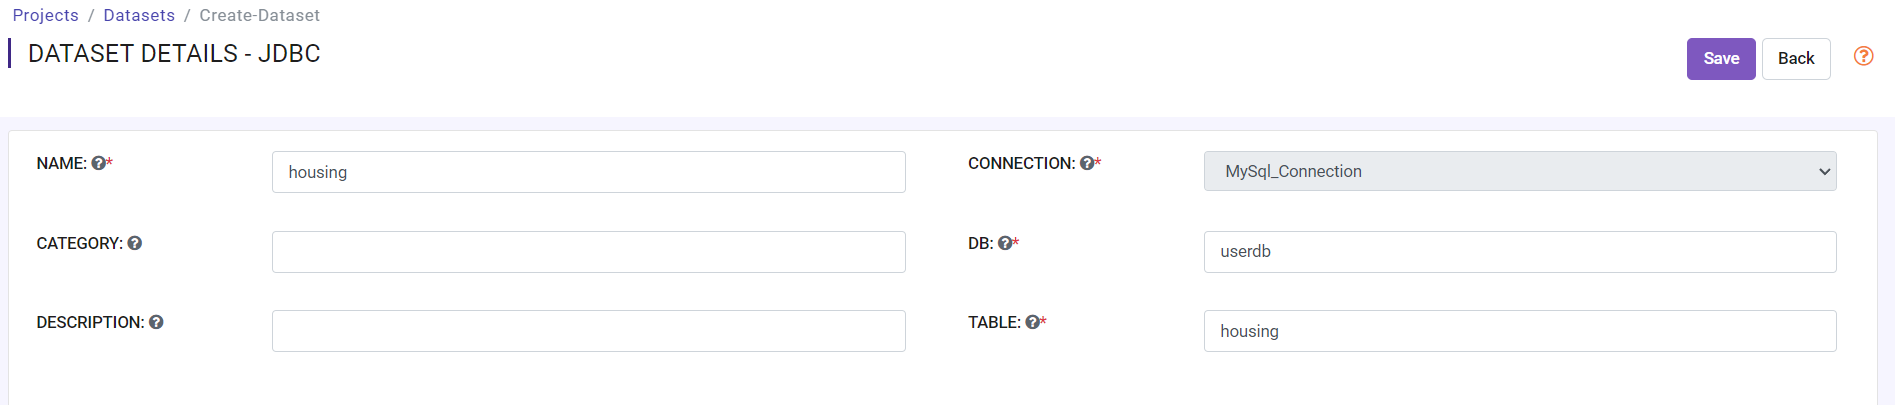 Projects / Datasets / Create-Dataset
DATASET DETAILS - JDBC
Save
Back
NAME: *
housing
CONNECTION: *
MySql_Connection
CATEGORY:
DB: *
userdb
DESCRIPTION:
TABLE: *
housing